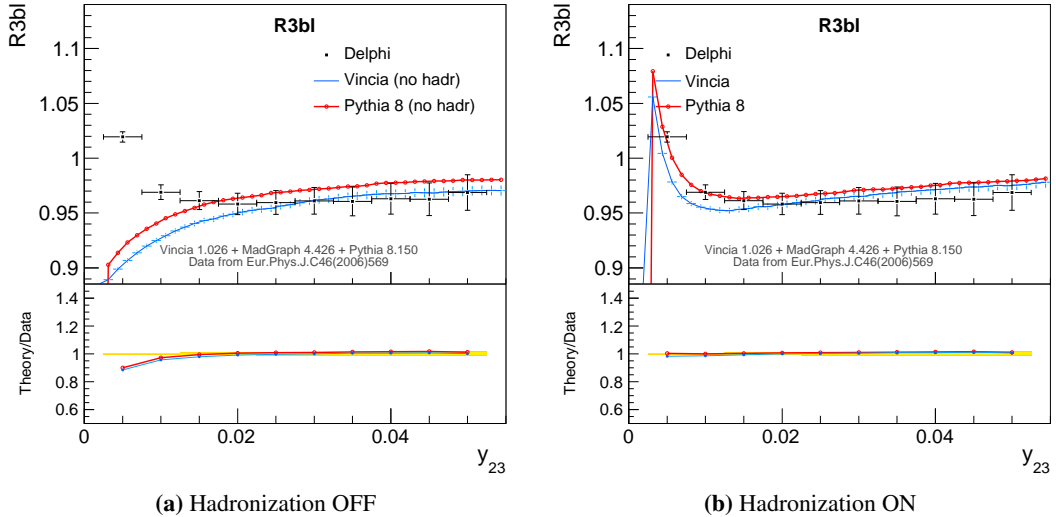 R3bl
R3bl
Delphi
Vincia (no hadr)
Pythia 8 (no hadr)
1.1
1.05
1
0.95
0.9
Vincia 1.026 + MadGraph 4.426 + Pythia 8.150
Data from Eur.Phys.J.C46(2006)569
Theory/Data
1.4
1.2
1
0.8
0.6
0
0.02
0.04
y23
(a) Hadronization OFF
R3bl
R3bl
Delphi
Vincia
Pythia 8
1.1
1.05
1
0.95
0.9
Vincia 1.026 + MadGraph 4.426 + Pythia 8.150
Data from Eur.Phys.J.C46(2006)569
Theory/Data
1.4
1.2
1
0.8
0.6
0
0.02
0.04
y23
(b) Hadronization ON